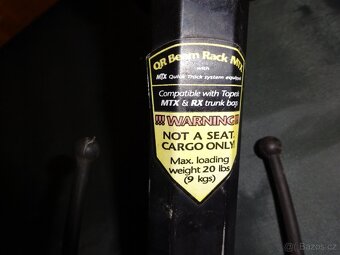 QR Beam Rack MTX
with
MTX Quick Track system equipped
Compatible with Topeak
MTX & RX trunk bags
!!! WARNING!!!
NOT A SEAT,
CARGO ONLY
Max. loading
weight 20 lbs
(9 kgs)
Bazos.cz